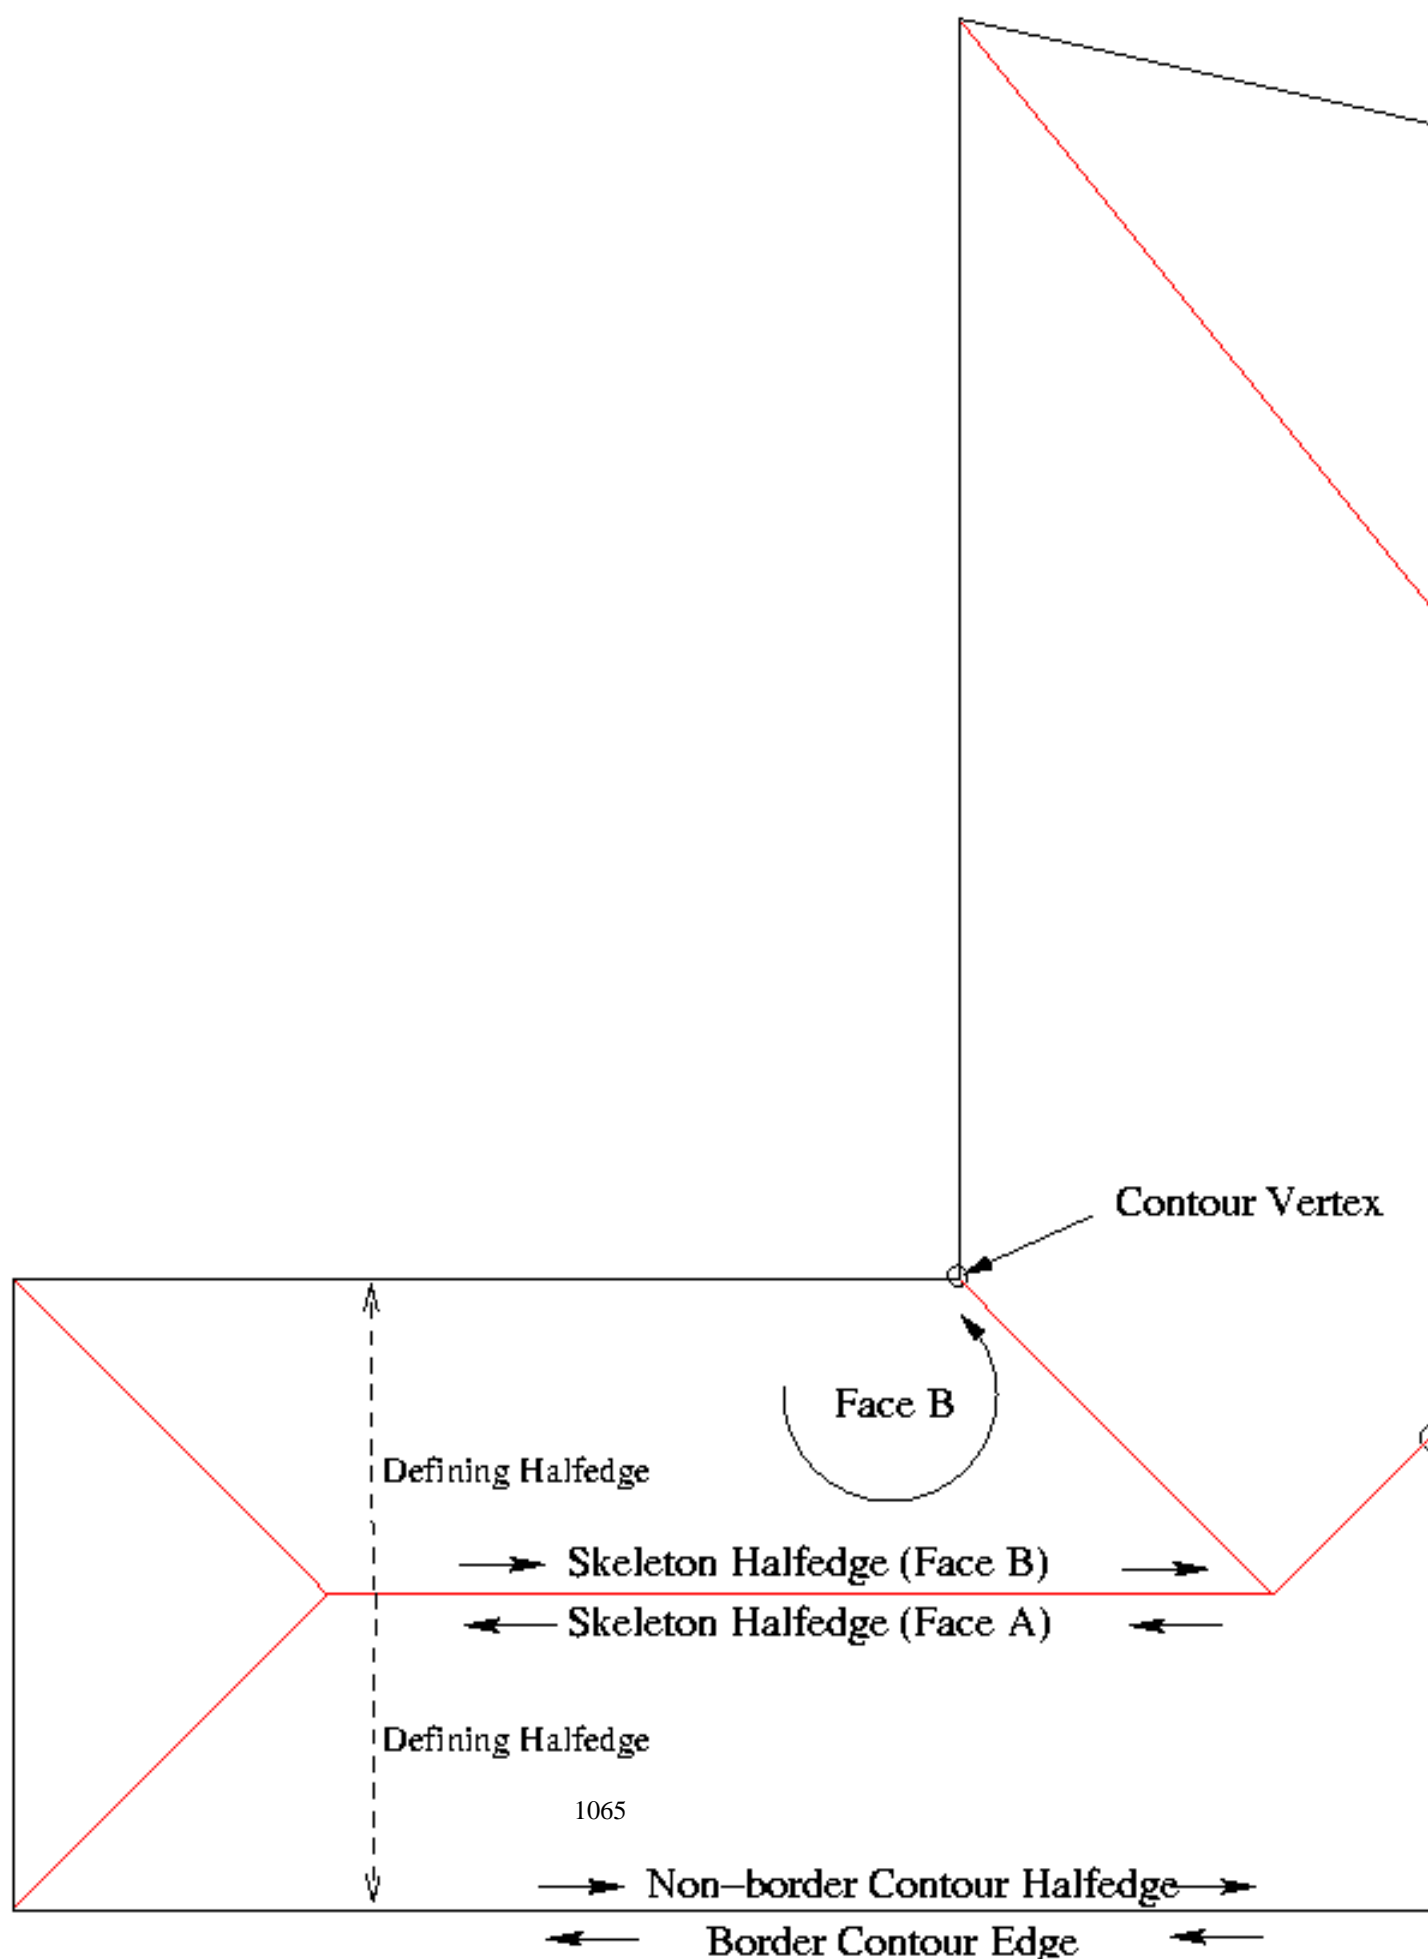 Contour Vertex
Face B
Defining Halfedge
Skeleton Halfedge (Face B)
Skeleton Halfedge (Face A)
Defining Halfedge
1065
Non-border Contour Halfedge
Border Contour Edge